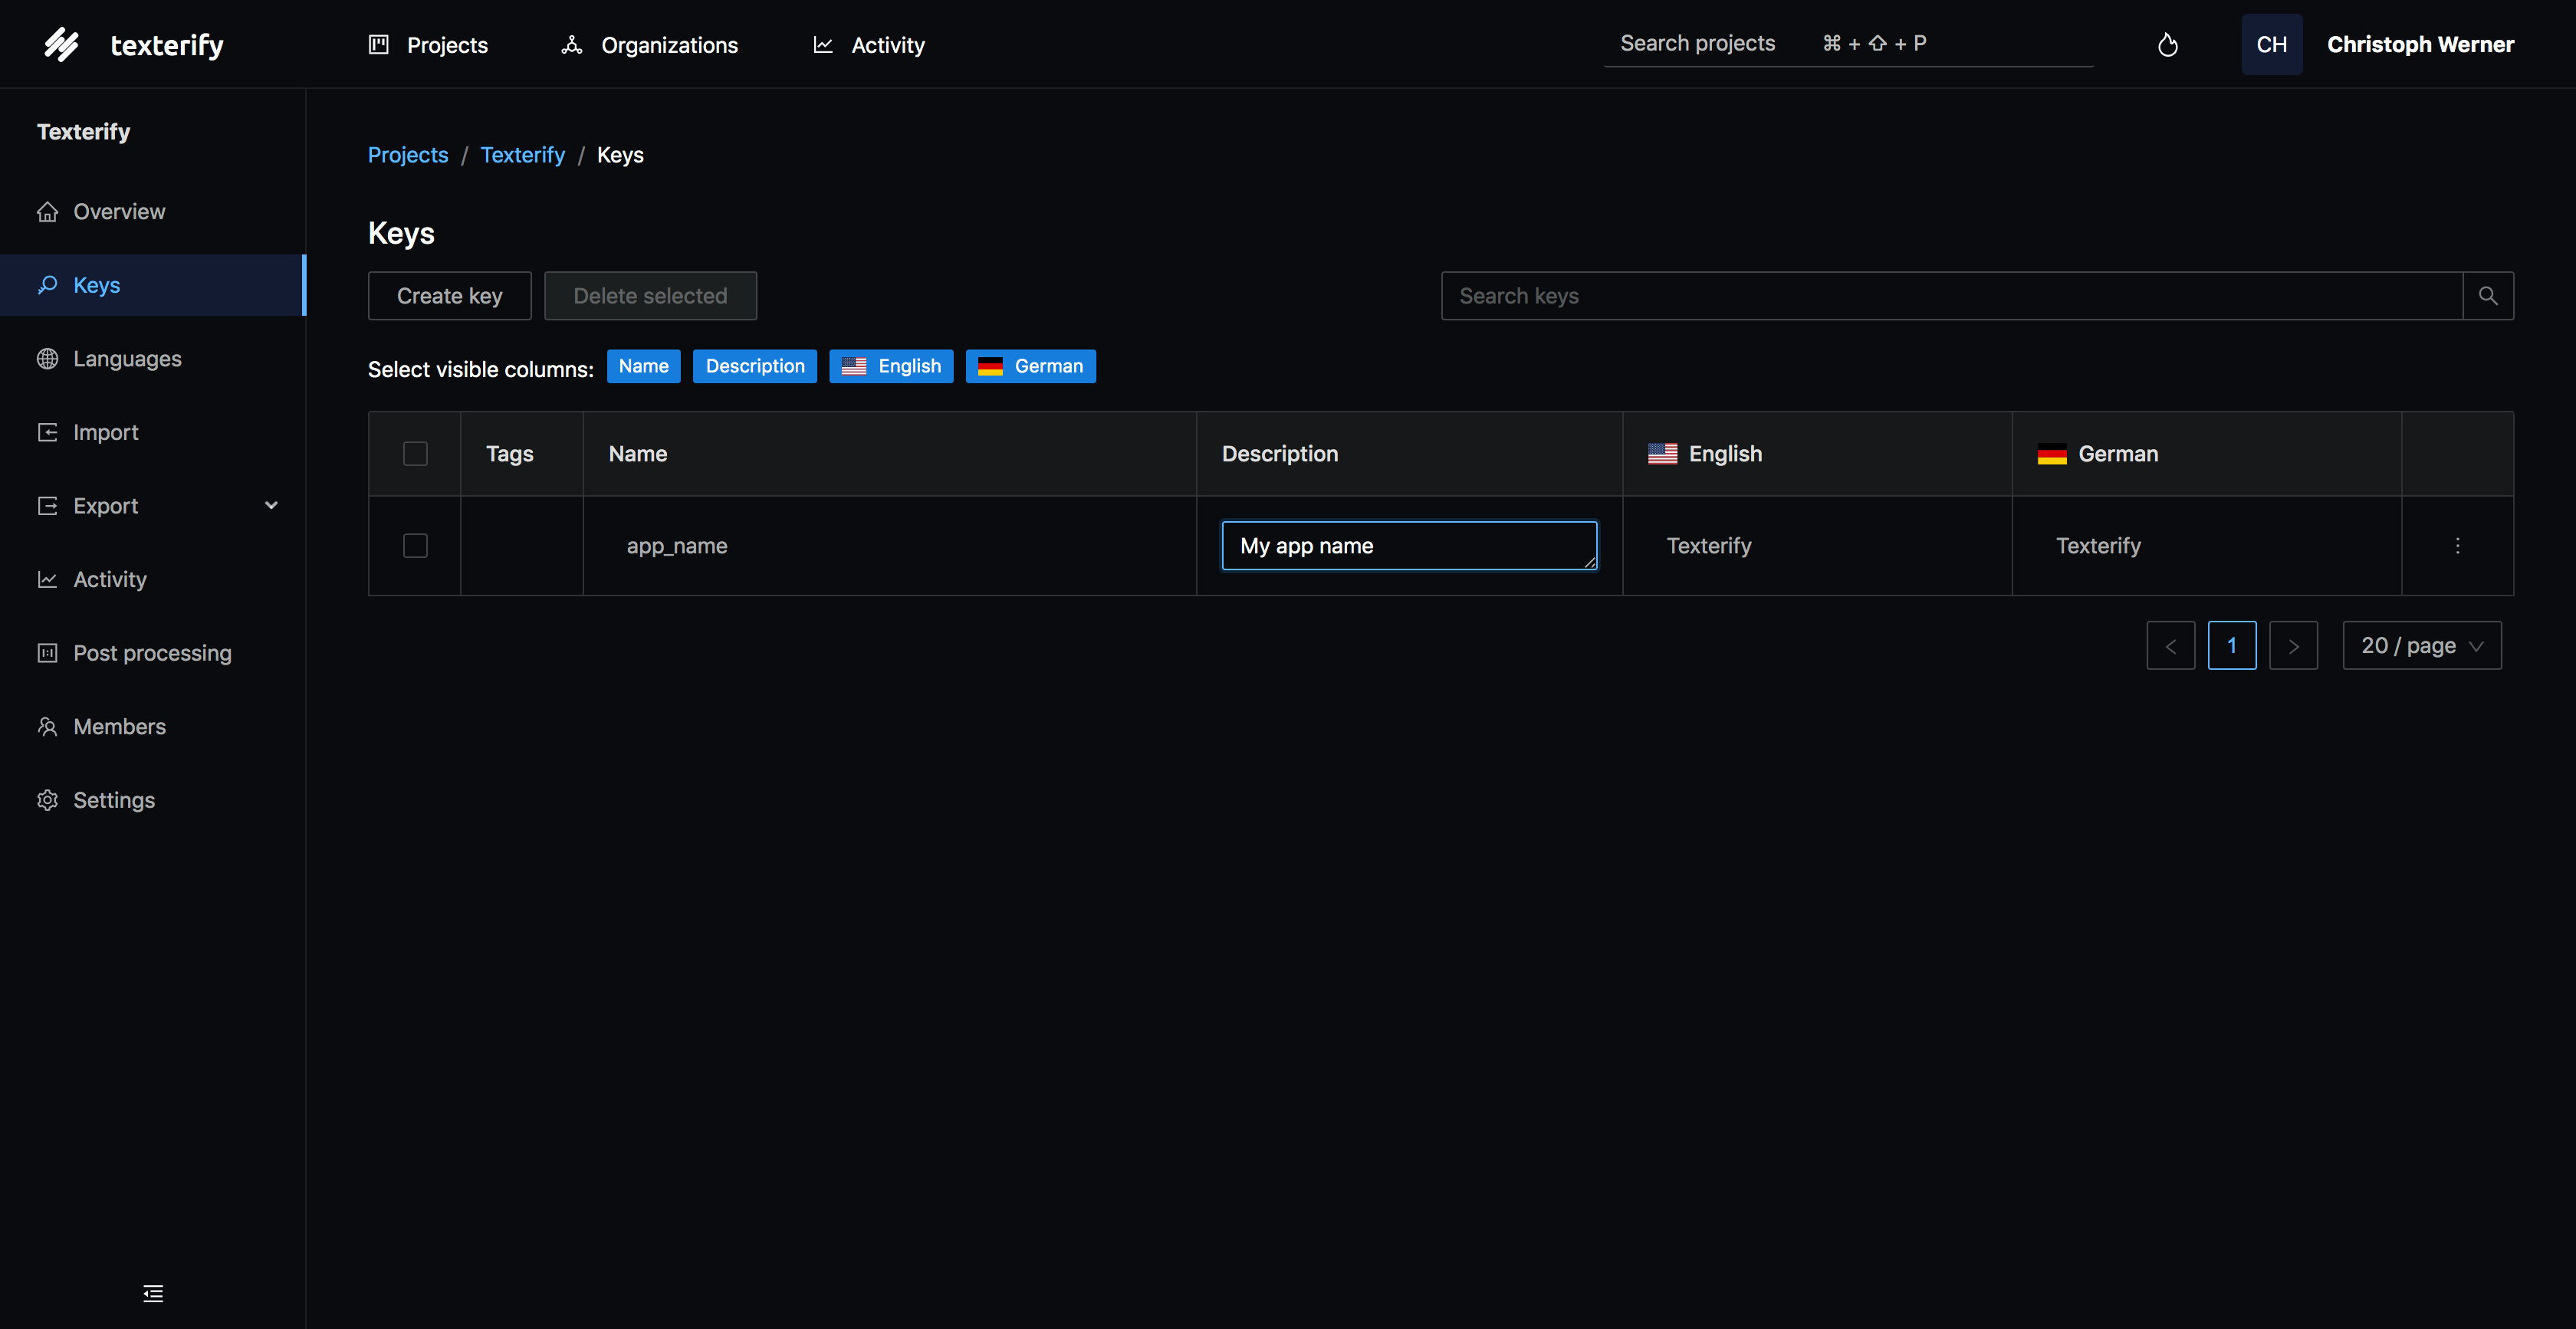 texterify
Projects
Organizations
Activity
Search projects ⌘ + ⇧ + P
CH
Christoph Werner
Texterify
Overview
Keys
Languages
Import
Export
Activity
Post processing
Members
Settings
Projects / Texterify / Keys
Keys
Create key
Delete selected
Search keys
Select visible columns: Name Description English German
Tags Name Description English German
app_name My app name Texterify Texterify
< 1 > 20 / page